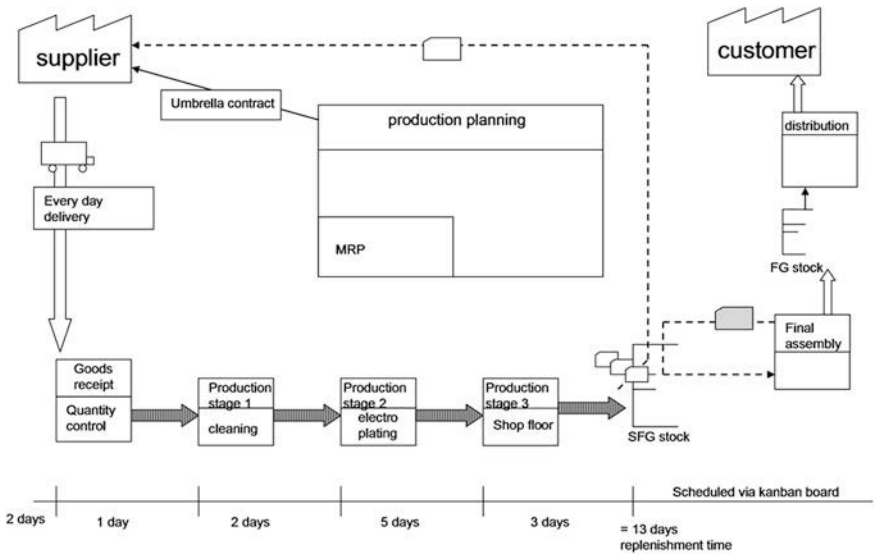 supplier
customer
Umbrella contract
production planning
distribution
Every day
delivery
MRP
FG stock
Final
assembly
Goods
receipt
Quantity
control
Production
stage 1
cleaning
Production
stage 2
electro
plating
Production
stage 3
Shop floor
SFG stock
Scheduled via kanban board
2 days
1 day
2 days
5 days
3 days
= 13 days
replenishment time